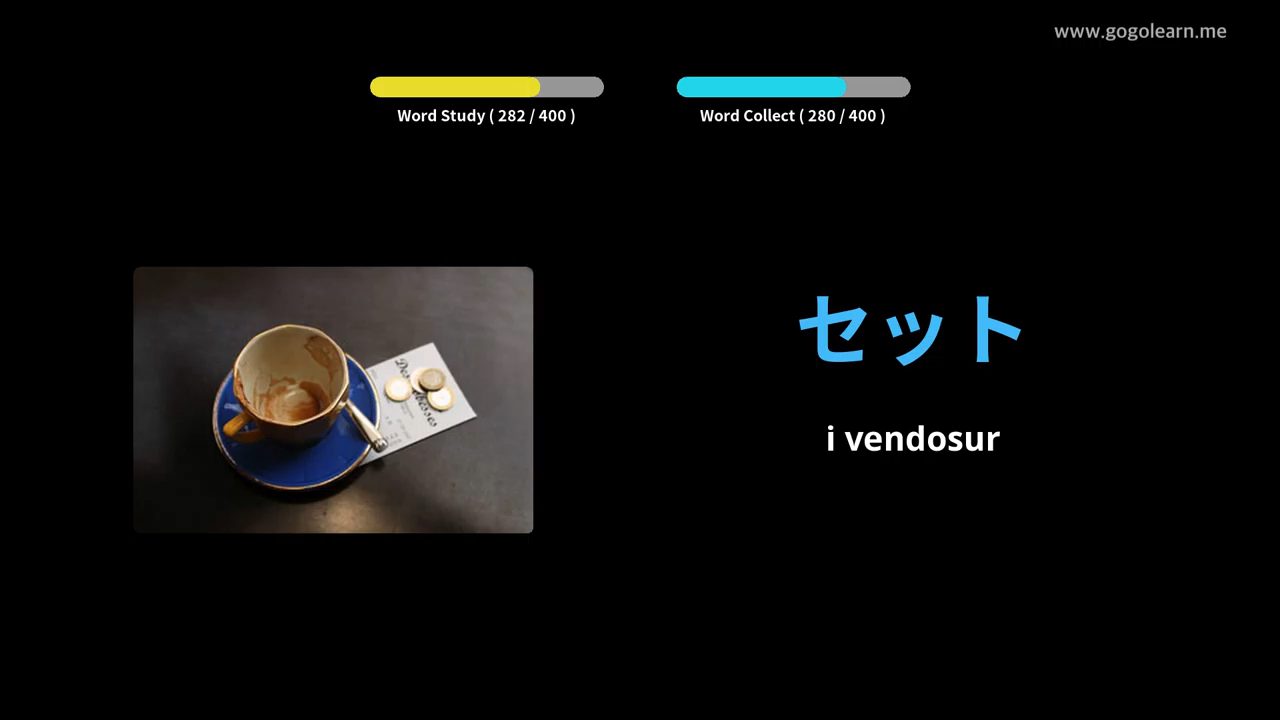 www.gogolearn.me
Word Study ( 282 / 400 )
Word Collect ( 280 / 400 )
セット
i vendosur